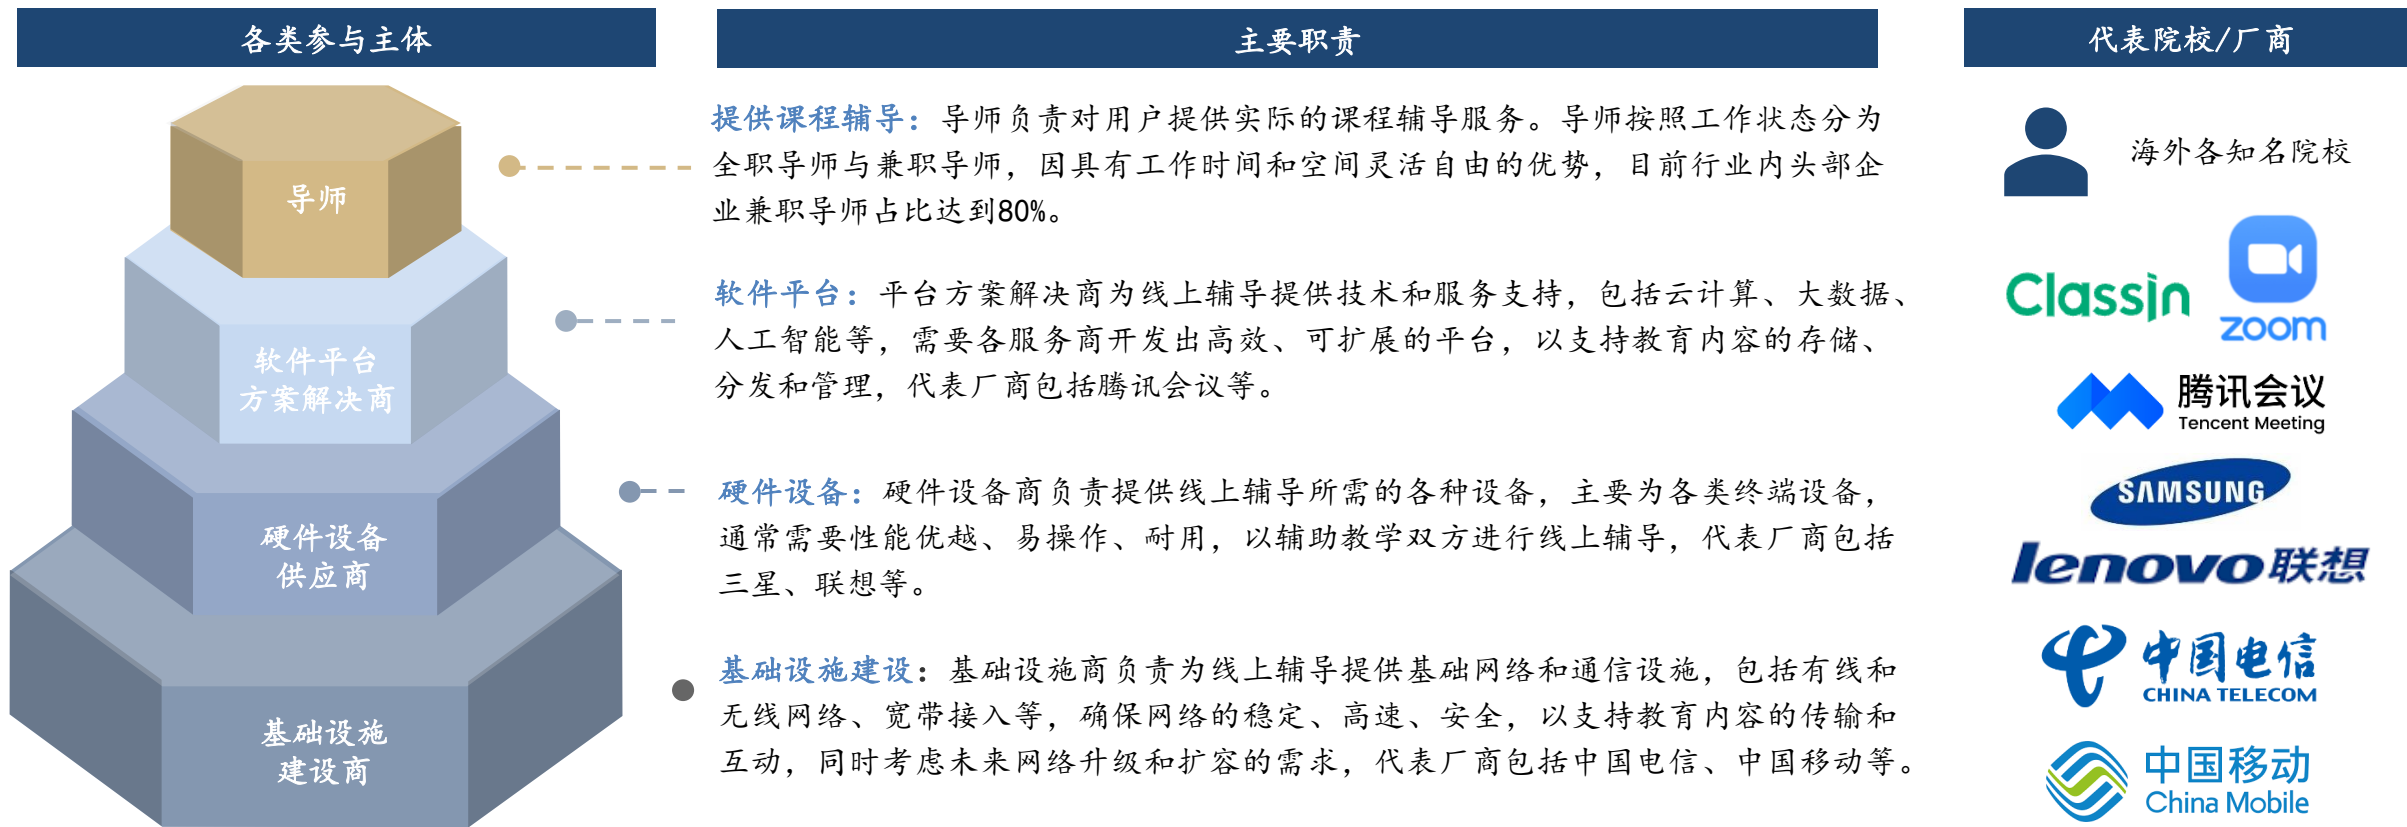 各类参与主体
主要职责
代表院校/厂商
导师
软件平台
方案解决商
硬件设备
供应商
基础设施
建设商
提供课程辅导：导师负责对用户提供实际的课程辅导服务。导师按照工作状态分为
全职导师与兼职导师，因具有工作时间和空间灵活自由的优势，目前行业内头部企
业兼职导师占比达到80%。
软件平台：平台方案解决商为线上辅导提供技术和服务支持，包括云计算、大数据、
人工智能等，需要各服务商开发出高效、可扩展的平台，以支持教育内容的存储、
分发和管理，代表厂商包括腾讯会议等。
硬件设备：硬件设备商负责提供线上辅导所需的各种设备，主要为各类终端设备，
通常需要性能优越、易操作、耐用，以辅助教学双方进行线上辅导，代表厂商包括
三星、联想等。
基础设施建设：基础设施商负责为线上辅导提供基础网络和通信设施，包括有线和
无线网络、宽带接入等，确保网络的稳定、高速、安全，以支持教育内容的传输和
互动，同时考虑未来网络升级和扩容的需求，代表厂商包括中国电信、中国移动等。
海外各知名院校
ClassIn
zoom
腾讯会议
Tencent Meeting
SAMSUNG
lenovo联想
中国电信
CHINA TELECOM
中国移动
China Mobile